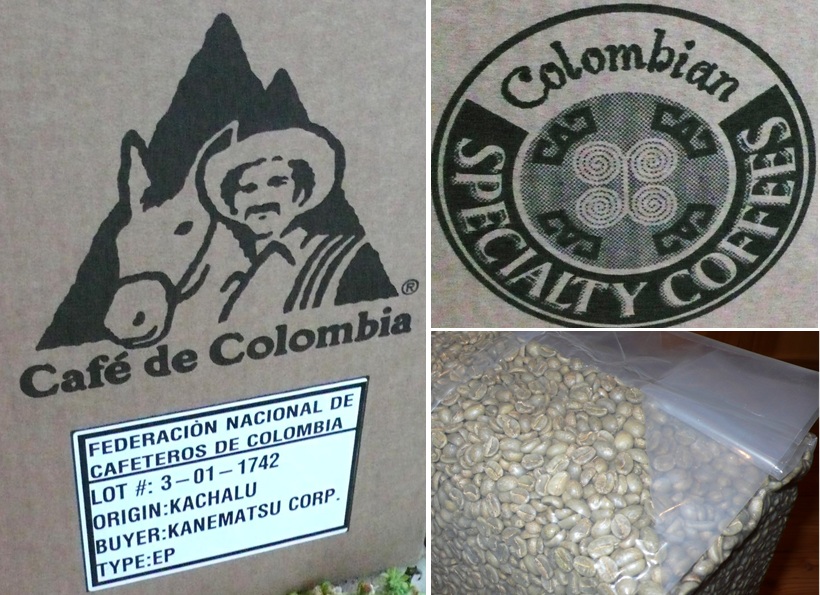 Café de Colombia ®
FEDERACIÒN NACIONAL DE
CAFETEROS DE COLOMBIA
LOT #: 3-01-1742
ORIGIN:KACHALU
BUYER:KANEMATSU CORP.
TYPE:EP
Colombian
SPECIALTY COFFEES